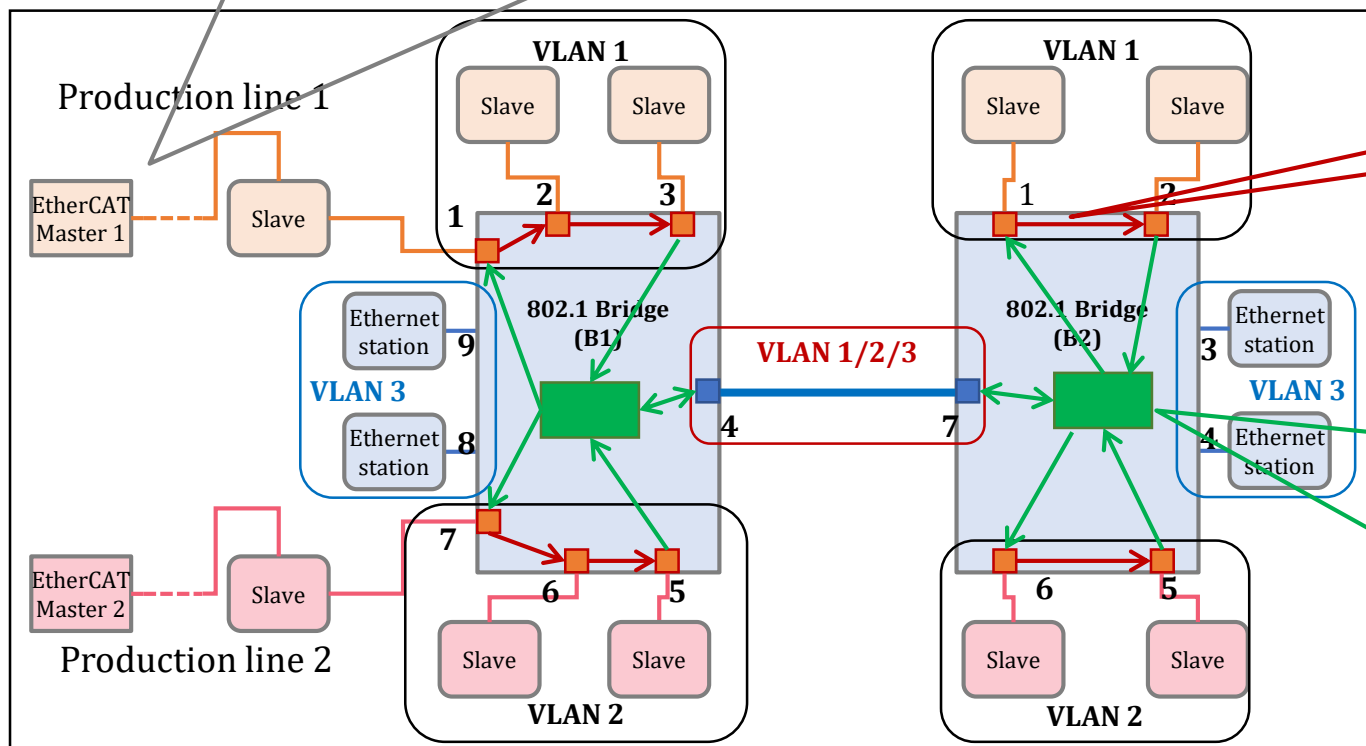 VLAN 1
Slave
Slave
Production line 1
EtherCAT
Master 1
Slave
1
2
3
VLAN 1
Slave
Slave
1
2
Ethernet
station
9
VLAN 3
Ethernet
station
8
802.1 Bridge
(B1)
VLAN 1/2/3
4
7
802.1 Bridge
(B2)
3
Ethernet
station
VLAN 3
4
Ethernet
station
EtherCAT
Master 2
Slave
Production line 2
7
6
5
Slave
Slave
VLAN 2
6
5
Slave
Slave
VLAN 2